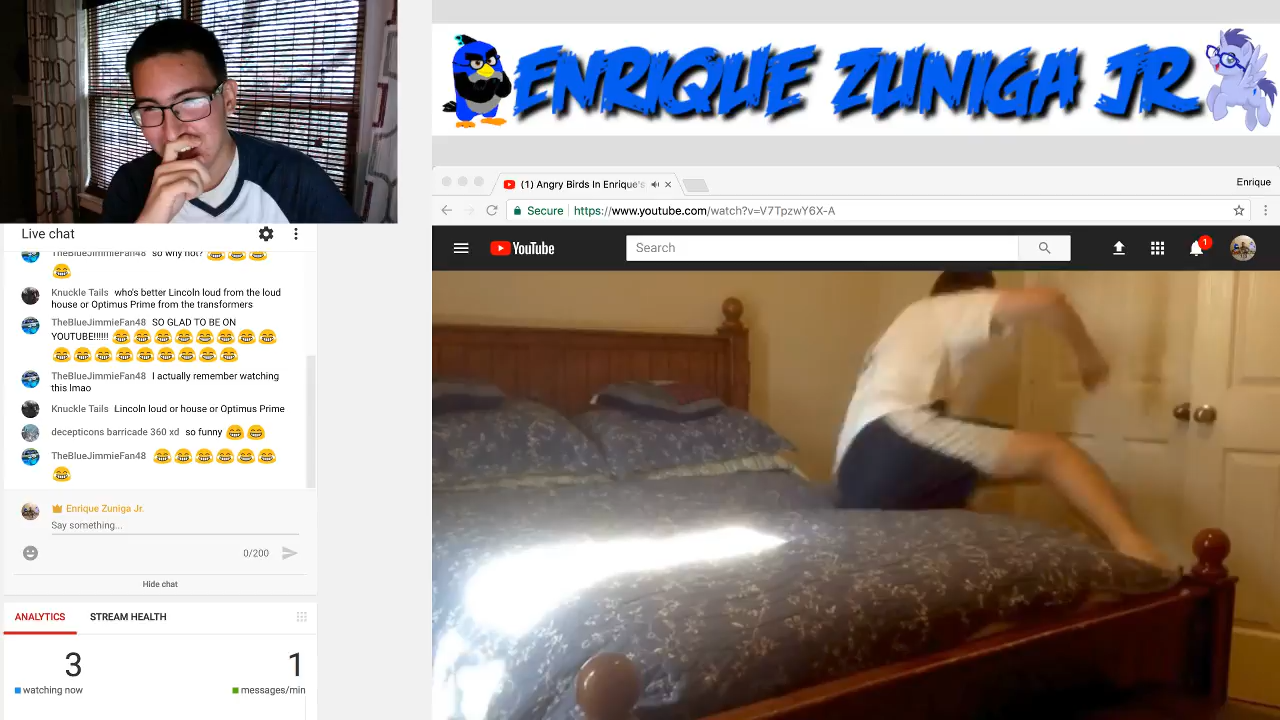 ENRIQUE ZUNIGA JR
(1) Angry Birds In Enrique's
Enrique
Secure https://www.youtube.com/watch?v=V7TpzwY6X-A
YouTube
Search
1
Live chat
TheBlueJimmieFan48 so why not? 😂 😂 😂
😂
Knuckle Tails who's better Lincoln loud from the loud
house or Optimus Prime from the transformers
TheBlueJimmieFan48 SO GLAD TO BE ON
YOUTUBE!!!!!! 😂 😂 😂 😂 😂 😂 😂 😂
😂 😂 😂 😂 😂 😂 😂 😂 😂
TheBlueJimmieFan48 I actually remember watching
this lmao
Knuckle Tails Lincoln loud or house or Optimus Prime
decepticons barricade 360 xd so funny 😂 😂
TheBlueJimmieFan48 😂 😂 😂 😂 😂 😂
😂
Enrique Zuniga Jr.
Say something...
0/200
Hide chat
ANALYTICS STREAM HEALTH
3 1
watching now messages/min